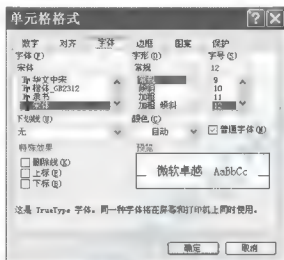 单元格格式
数字 对齐 字体 边框 图案 保护
字体(F): 字形(O): 字号(S):
宋体 常规 12
华文中宋 常规 9
楷体_GB2312 倾斜 10
隶书 加粗 11
宋体 加粗 倾斜 12
下划线(U): 颜色(C):
无 自动 普通字体(N)
特殊效果 预览
删除线(K)
上标(E)
下标(B)
微软卓越 AaBbCc
这是 TrueType 字体。同一种字体将在屏幕和打印机上同时使用。
确定 取消